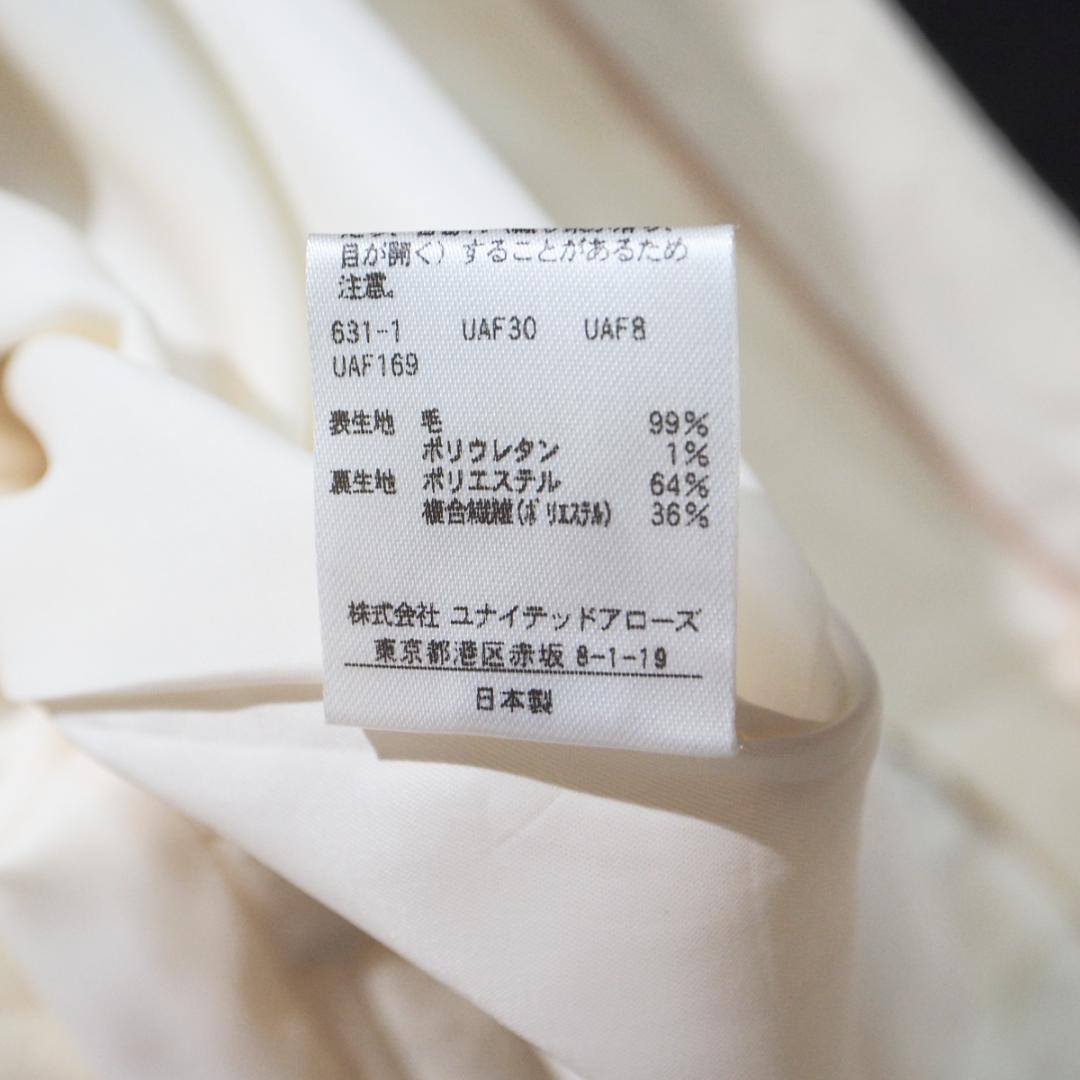 目が開く）することがあるため
注意。
631-1 UAF30 UAF8
UAF169
表生地 毛 99%
ポリウレタン 1%
裏生地 ポリエステル 64%
複合繊維(ポリエステル) 36%
株式会社 ユナイテッドアローズ
東京都港区赤坂 8-1-19
日本製